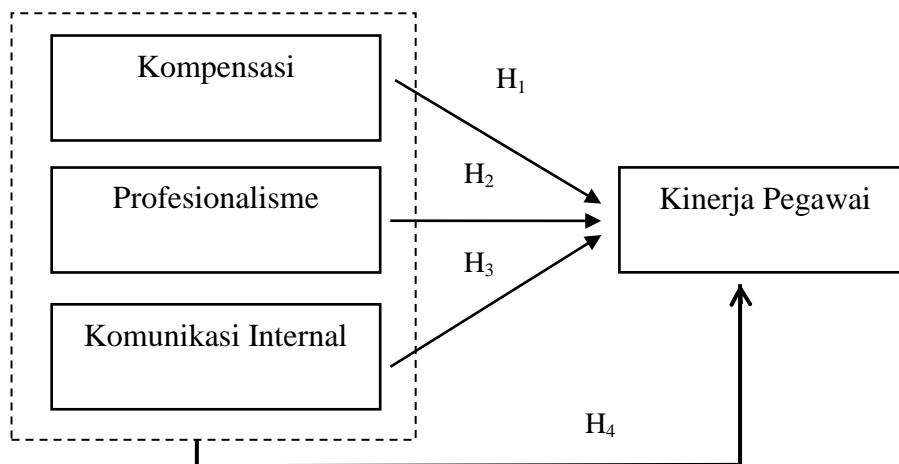 Kompensasi
H₁
H₂
Profesionalisme
Kinerja Pegawai
H₃
Komunikasi Internal
H₄